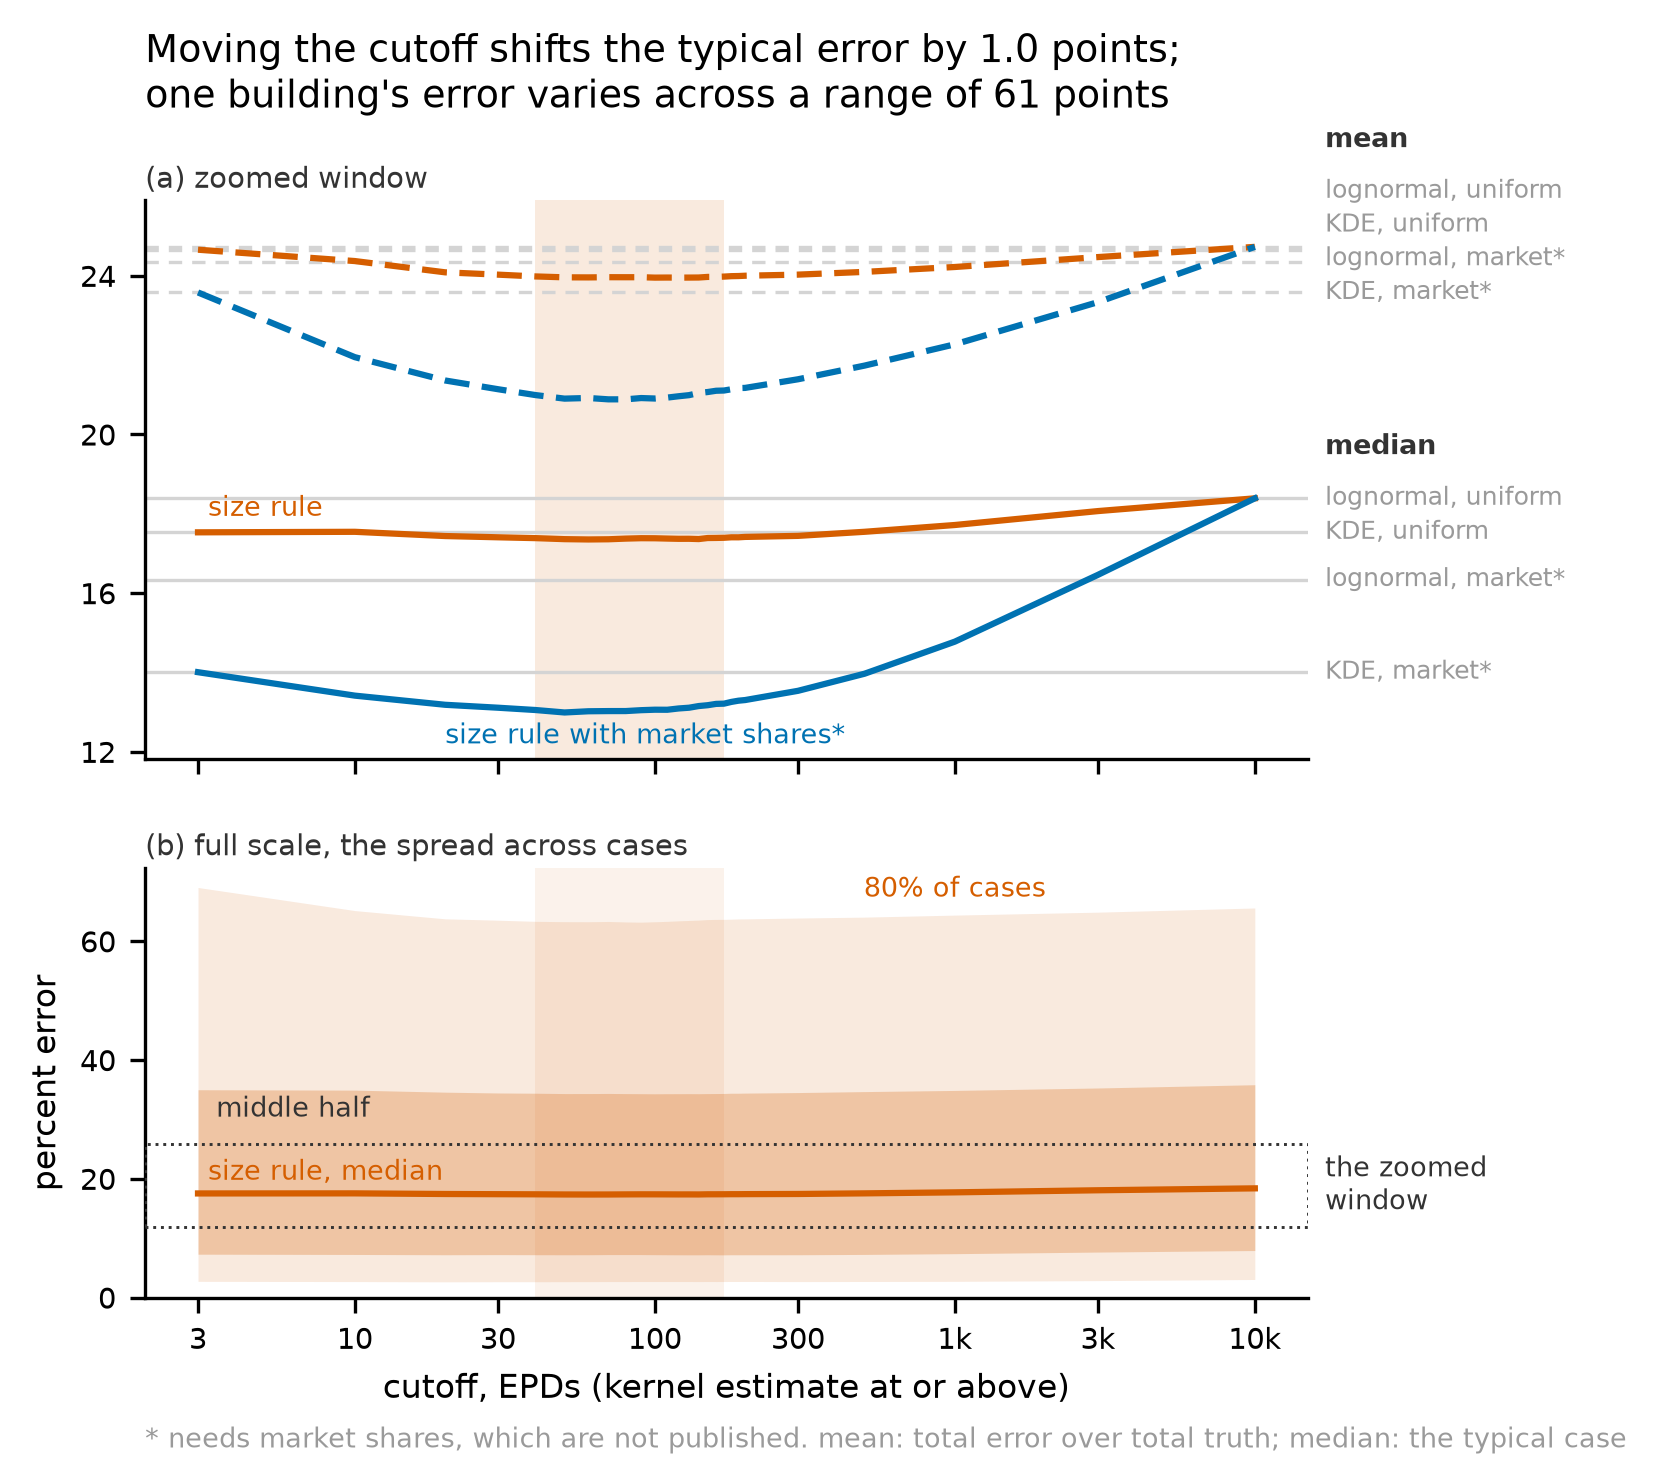 Moving the cutoff shifts the typical error by 1.0 points;
one building's error varies across a range of 61 points
mean
(a) zoomed window
lognormal, uniform
KDE, uniform
lognormal, market*
KDE, market*
24
20
median
size rule
lognormal, uniform
KDE, uniform
16
lognormal, market*
KDE, market*
size rule with market shares*
12
(b) full scale, the spread across cases
80% of cases
60
40
middle half
size rule, median
20
the zoomed
window
0
percent error
3 10 30 100 300 1k 3k 10k
cutoff, EPDs (kernel estimate at or above)
* needs market shares, which are not published. mean: total error over total truth; median: the typical case